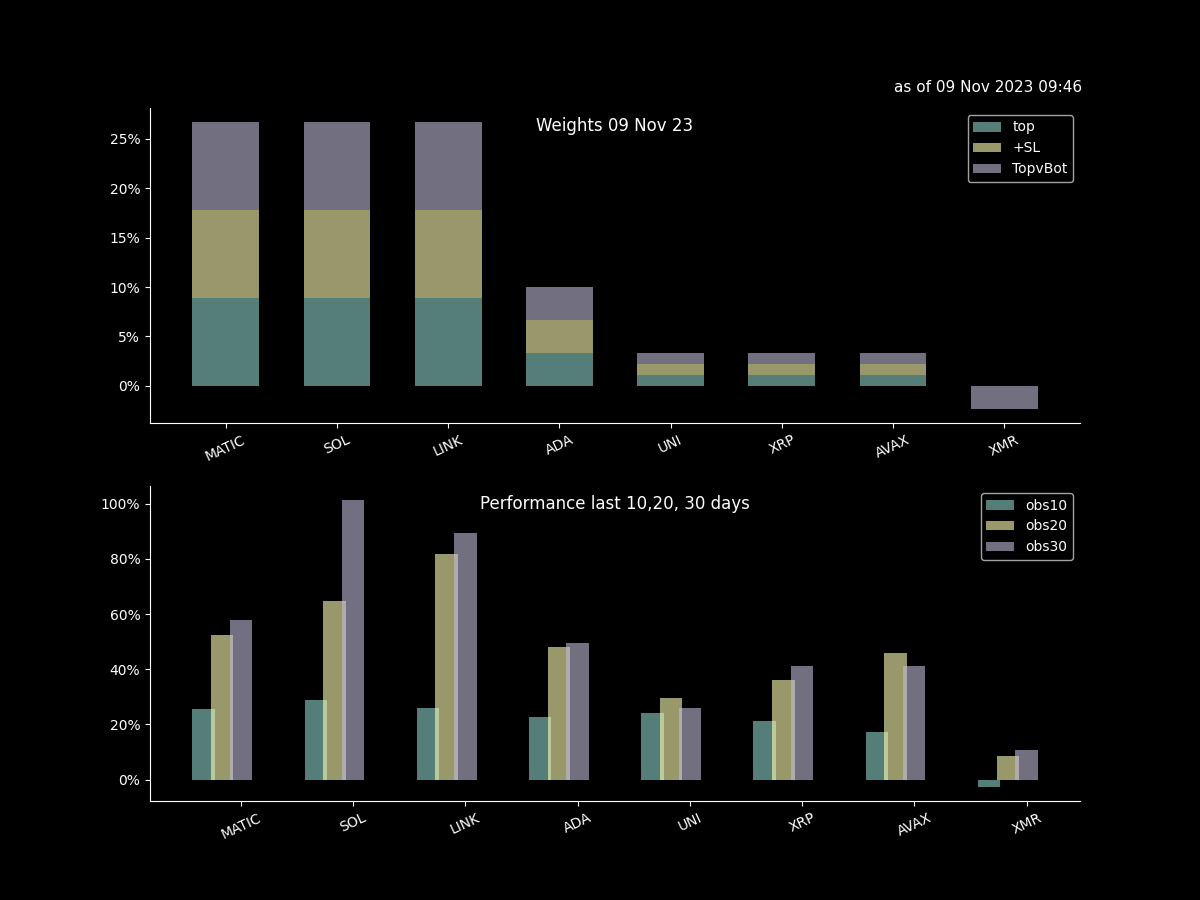 as of 09 Nov 2023 09:46
Weights 09 Nov 23
top
+SL
TopvBot
25%
20%
15%
10%
5%
0%
MATIC SOL LINK ADA UNI XRP AVAX XMR
Performance last 10,20, 30 days
obs10
obs20
obs30
100%
80%
60%
40%
20%
0%
MATIC SOL LINK ADA UNI XRP AVAX XMR